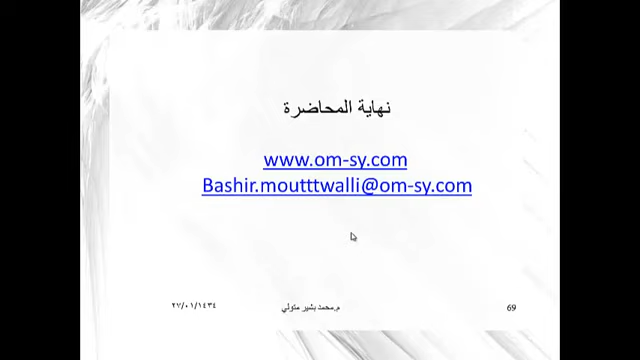 نهاية المحاضرة
www.om-sy.com
Bashir.moutttwalli@om-sy.com
٢٧/٠١/١٤٣٤ م.محمد بشير متولي 69